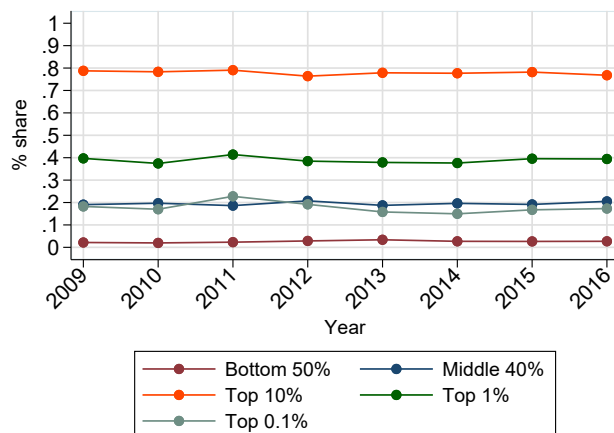 1
.9
.8
.7
.6
.5
.4
.3
.2
.1
0
% share
2009 2010 2011 2012 2013 2014 2015 2016
Year
Bottom 50% Middle 40%
Top 10% Top 1%
Top 0.1%